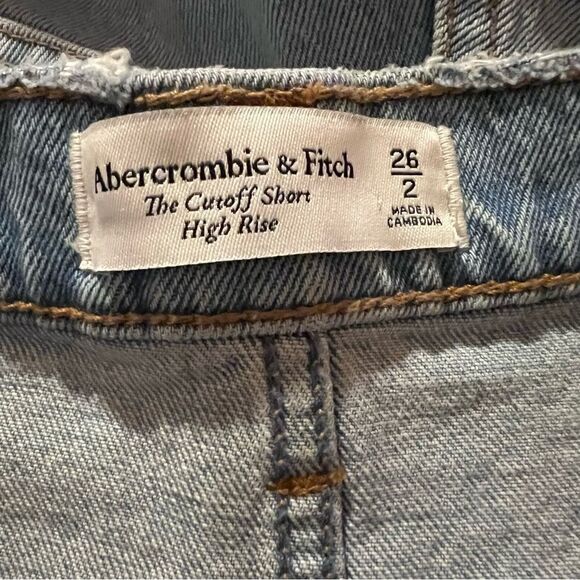 Abercrombie & Fitch
The Cutoff Short
High Rise
26
2
MADE IN
CAMBODIA